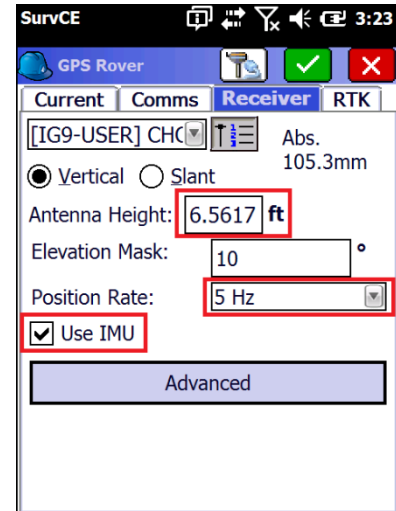 SurvCE 3:23
GPS Rover
Current Comms Receiver RTK
[IG9-USER] CHC Abs.
105.3mm
Vertical Slant
Antenna Height: 6.5617 ft
Elevation Mask: 10 °
Position Rate: 5 Hz
Use IMU
Advanced